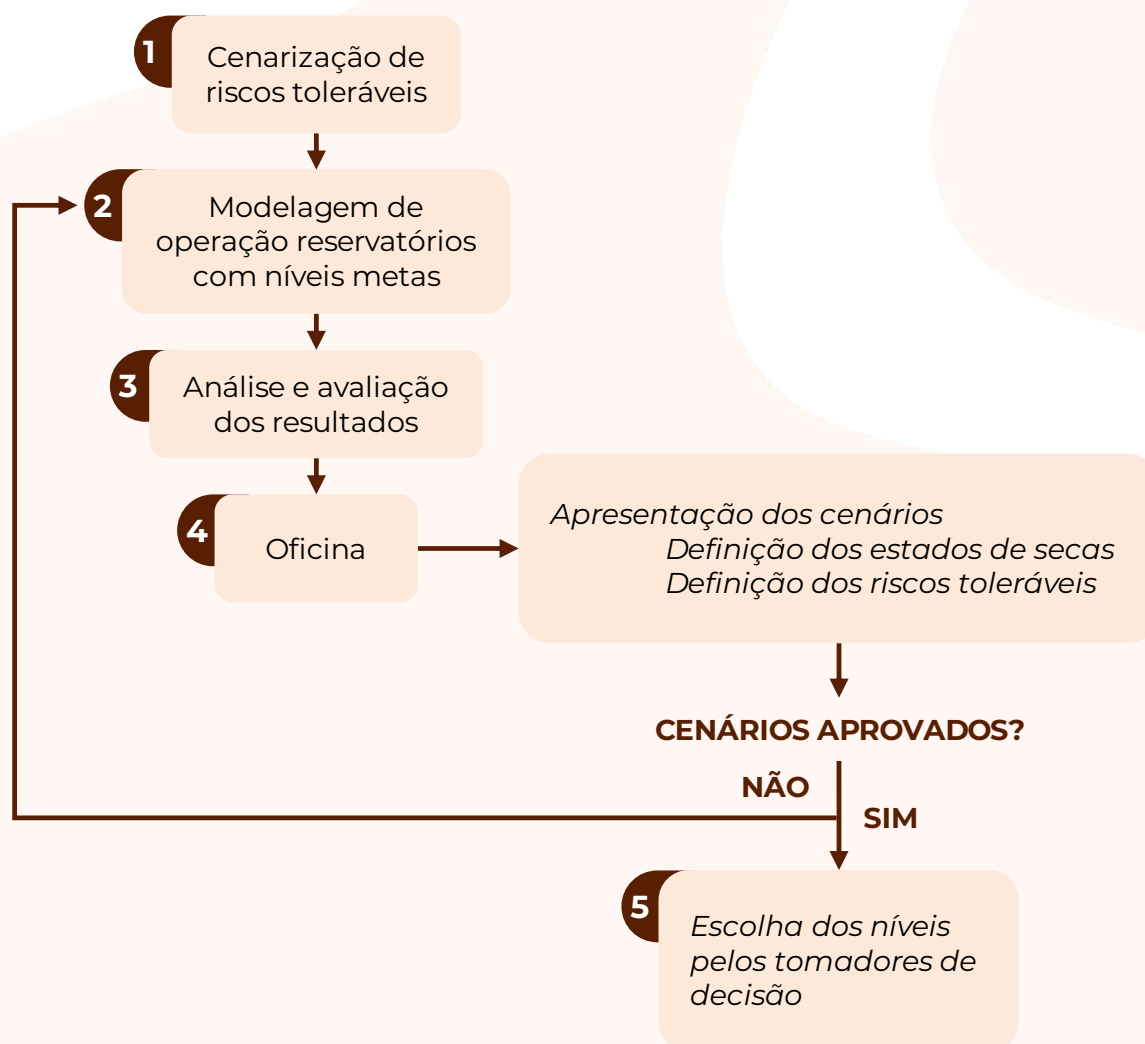 1
Cenarização de
riscos toleráveis
2
Modelagem de
operação reservatórios
com níveis metas
3
Análise e avaliação
dos resultados
4
Oficina
Apresentação dos cenários
Definição dos estados de secas
Definição dos riscos toleráveis
CENÁRIOS APROVADOS?
NÃO
SIM
5
Escolha dos níveis
pelos tomadores de
decisão